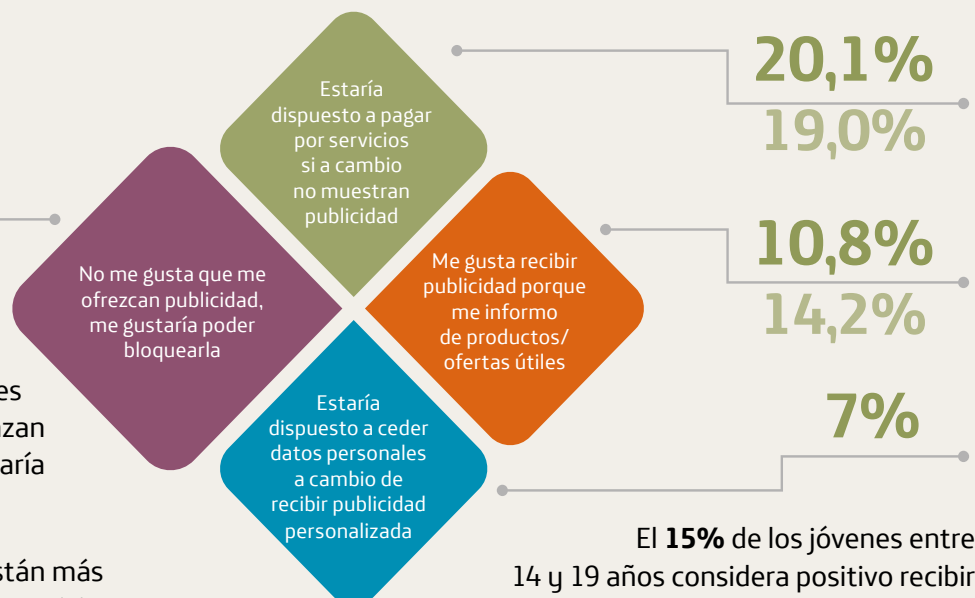 Estaría
dispuesto a pagar
por servicios
si a cambio
no muestran
publicidad
20,1%
19,0%
No me gusta que me
ofrezcan publicidad,
me gustaría poder
bloquearla
Me gusta recibir
publicidad porque
me informo
de productos/
ofertas útiles
10,8%
14,2%
Estaría
dispuesto a ceder
datos personales
a cambio de
recibir publicidad
personalizada
7%
El 15% de los jóvenes entre
14 y 19 años considera positivo recibir
más